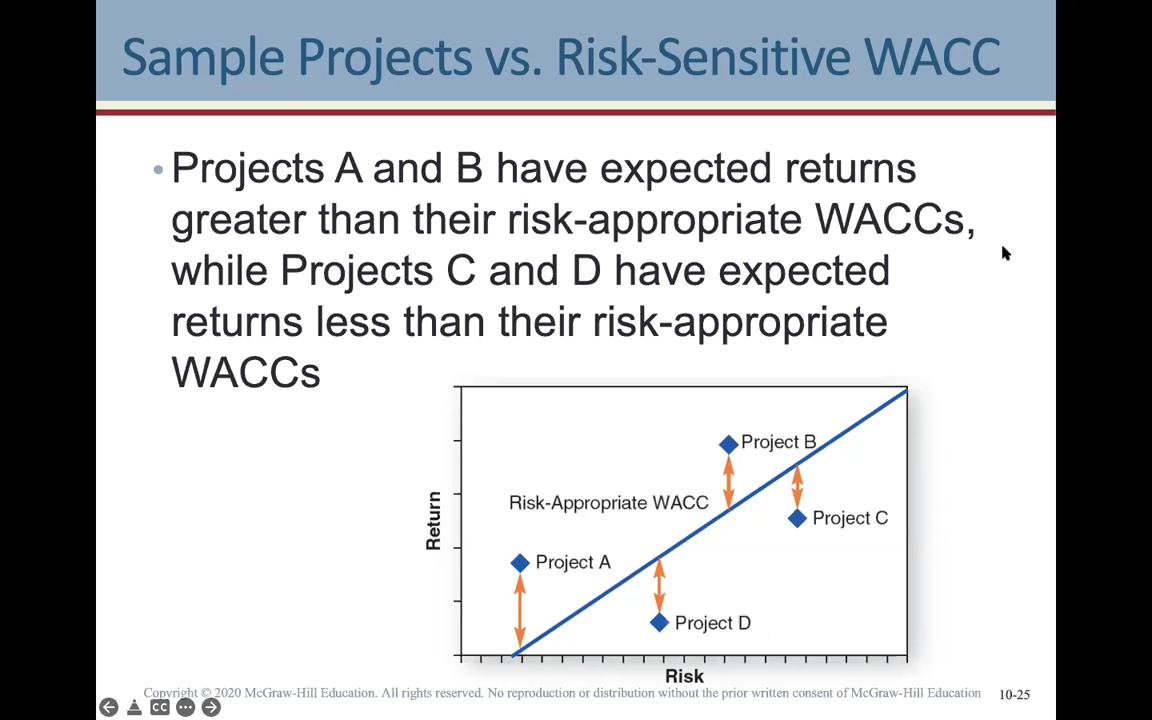 Sample Projects vs. Risk-Sensitive WACC
• Projects A and B have expected returns
greater than their risk-appropriate WACCs,
while Projects C and D have expected
returns less than their risk-appropriate
WACCs
Project B
Risk-Appropriate WACC
Project C
Return
Project A
Project D
Risk
Copyright © 2020 McGraw-Hill Education. All rights reserved. No reproduction or distribution without the prior written consent of McGraw-Hill Education
10-25
CC